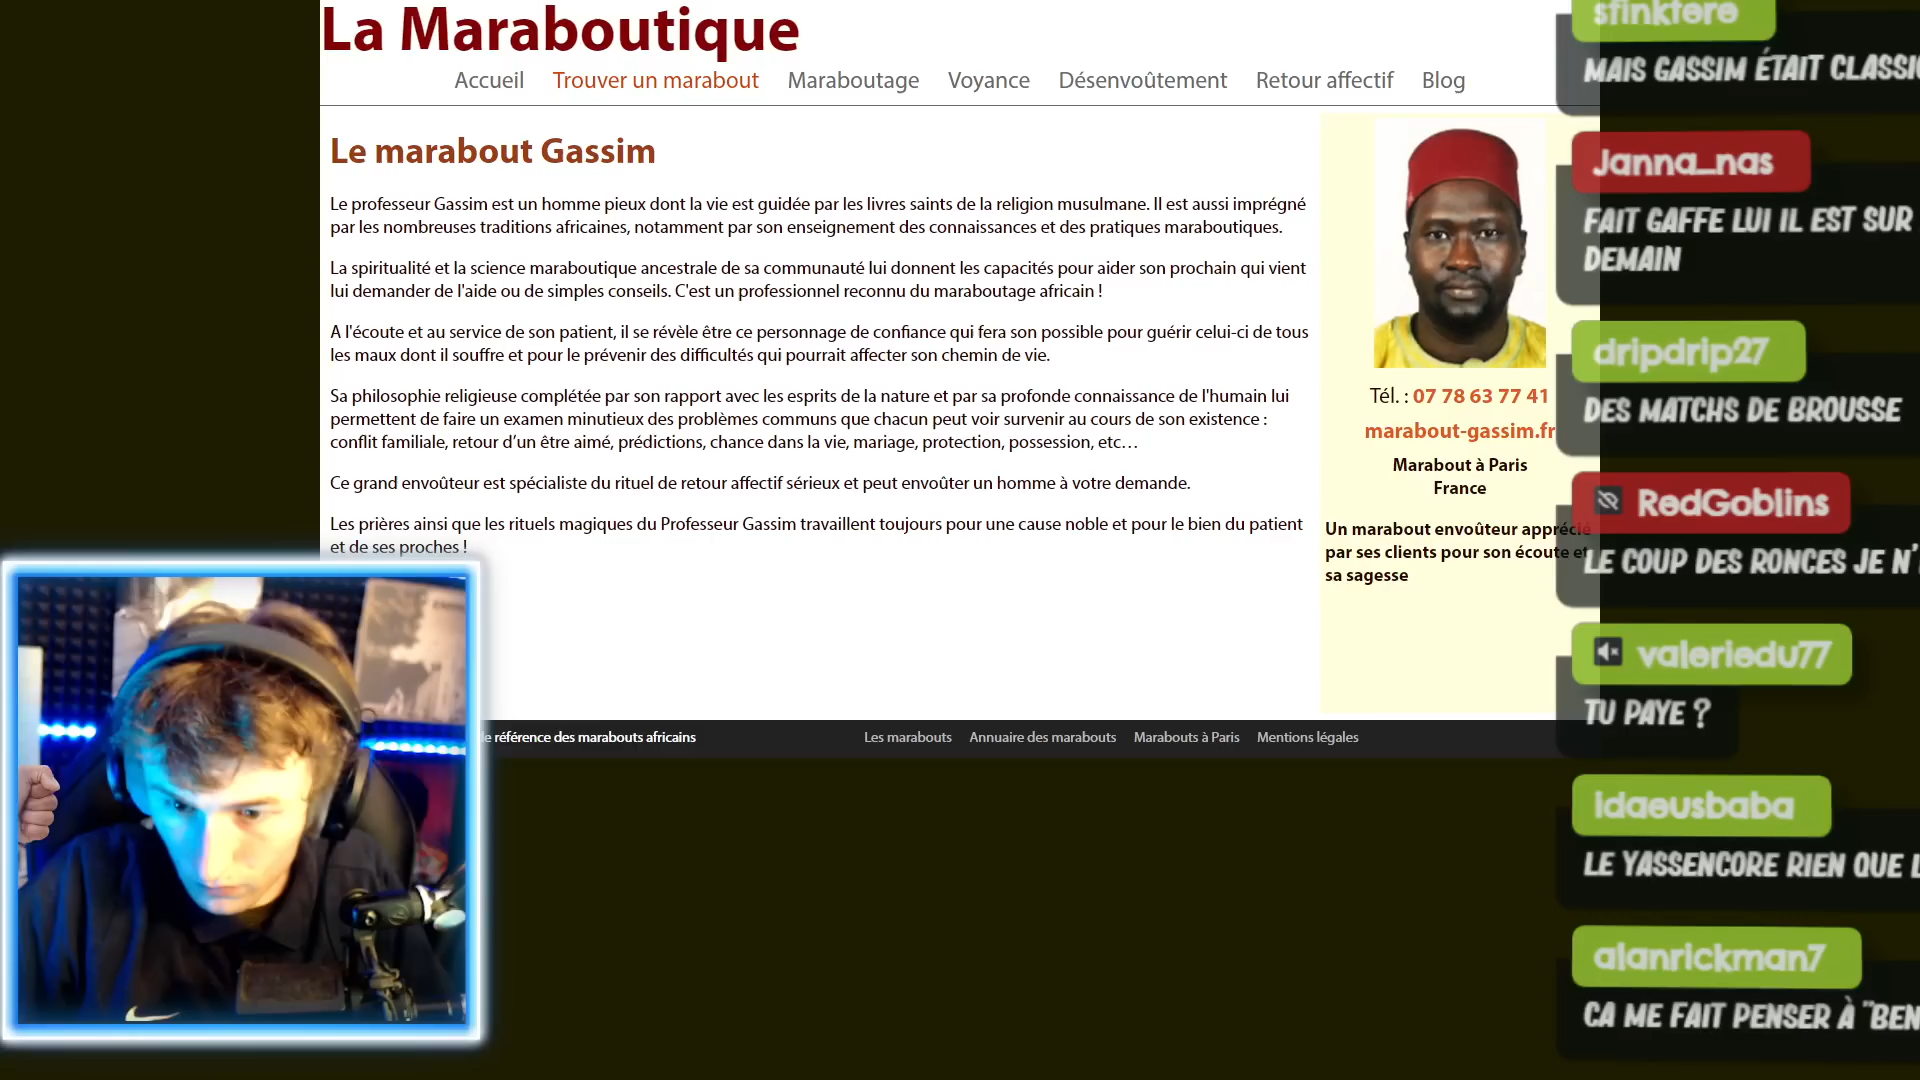 La Maraboutique
Accueil Trouver un marabout Maraboutage Voyance Désenvoûtement Retour affectif Blog
Le marabout Gassim
Le professeur Gassim est un homme pieux dont la vie est guidée par les livres saints de la religion musulmane. Il est aussi imprégné
par les nombreuses traditions africaines, notamment par son enseignement des connaissances et des pratiques maraboutiques.
La spiritualité et la science maraboutique ancestrale de sa communauté lui donnent les capacités pour aider son prochain qui vient
lui demander de l'aide ou de simples conseils. C'est un professionnel reconnu du maraboutage africain !
A l'écoute et au service de son patient, il se révèle être ce personnage de confiance qui fera son possible pour guérir celui-ci de tous
les maux dont il souffre et pour le prévenir des difficultés qui pourrait affecter son chemin de vie.
Sa philosophie religieuse complétée par son rapport avec les esprits de la nature et par sa profonde connaissance de l'humain lui
permettent de faire un examen minutieux des problèmes communs que chacun peut voir survenir au cours de son existence :
conflit familiale, retour d’un être aimé, prédictions, chance dans la vie, mariage, protection, possession, etc…
Ce grand envoûteur est spécialiste du rituel de retour affectif sérieux et peut envoûter un homme à votre demande.
Les prières ainsi que les rituels magiques du Professeur Gassim travaillent toujours pour une cause noble et pour le bien du patient
et de ses proches !
Tél. : 07 78 63 77 41
marabout-gassim.fr
Marabout à Paris
France
Un marabout envoûteur apprécié
par ses clients pour son écoute et
sa sagesse
de référence des marabouts africains
Les marabouts Annuaire des marabouts Marabouts à Paris Mentions légales
sfinktere
MAIS GASSIM ÉTAIT CLASSI
Janna_nas
FAIT GAFFE LUI IL EST SUR
DEMAIN
dripdrip27
DES MATCHS DE BROUSSE
RedGoblins
LE COUP DES RONCES JE N'
valeriedu77
TU PAYE ?
idaeusbaba
LE YASSENCORE RIEN QUE L
alanrickman7
ÇA ME FAIT PENSER À "BEN